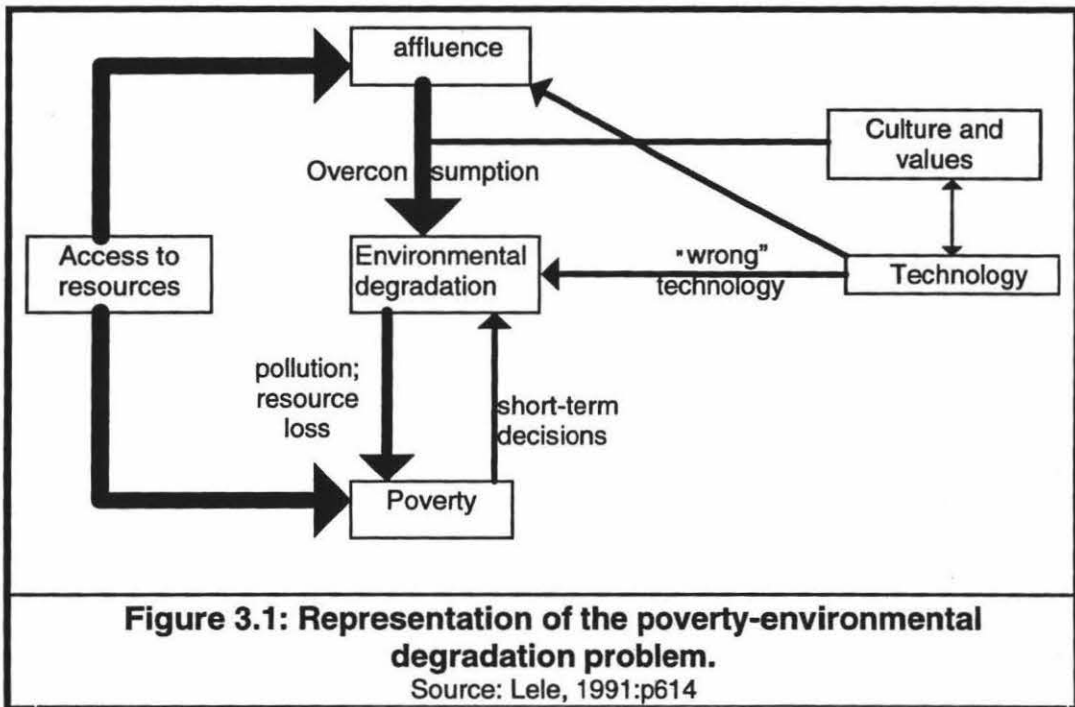 affluence
Culture and
values
Overcon sumption
Access to
resources
Environmental
degradation
"wrong"
technology
Technology
pollution;
resource
loss
short-term
decisions
Poverty
Figure 3.1: Representation of the poverty-environmental
degradation problem.
Source: Lele, 1991:p614